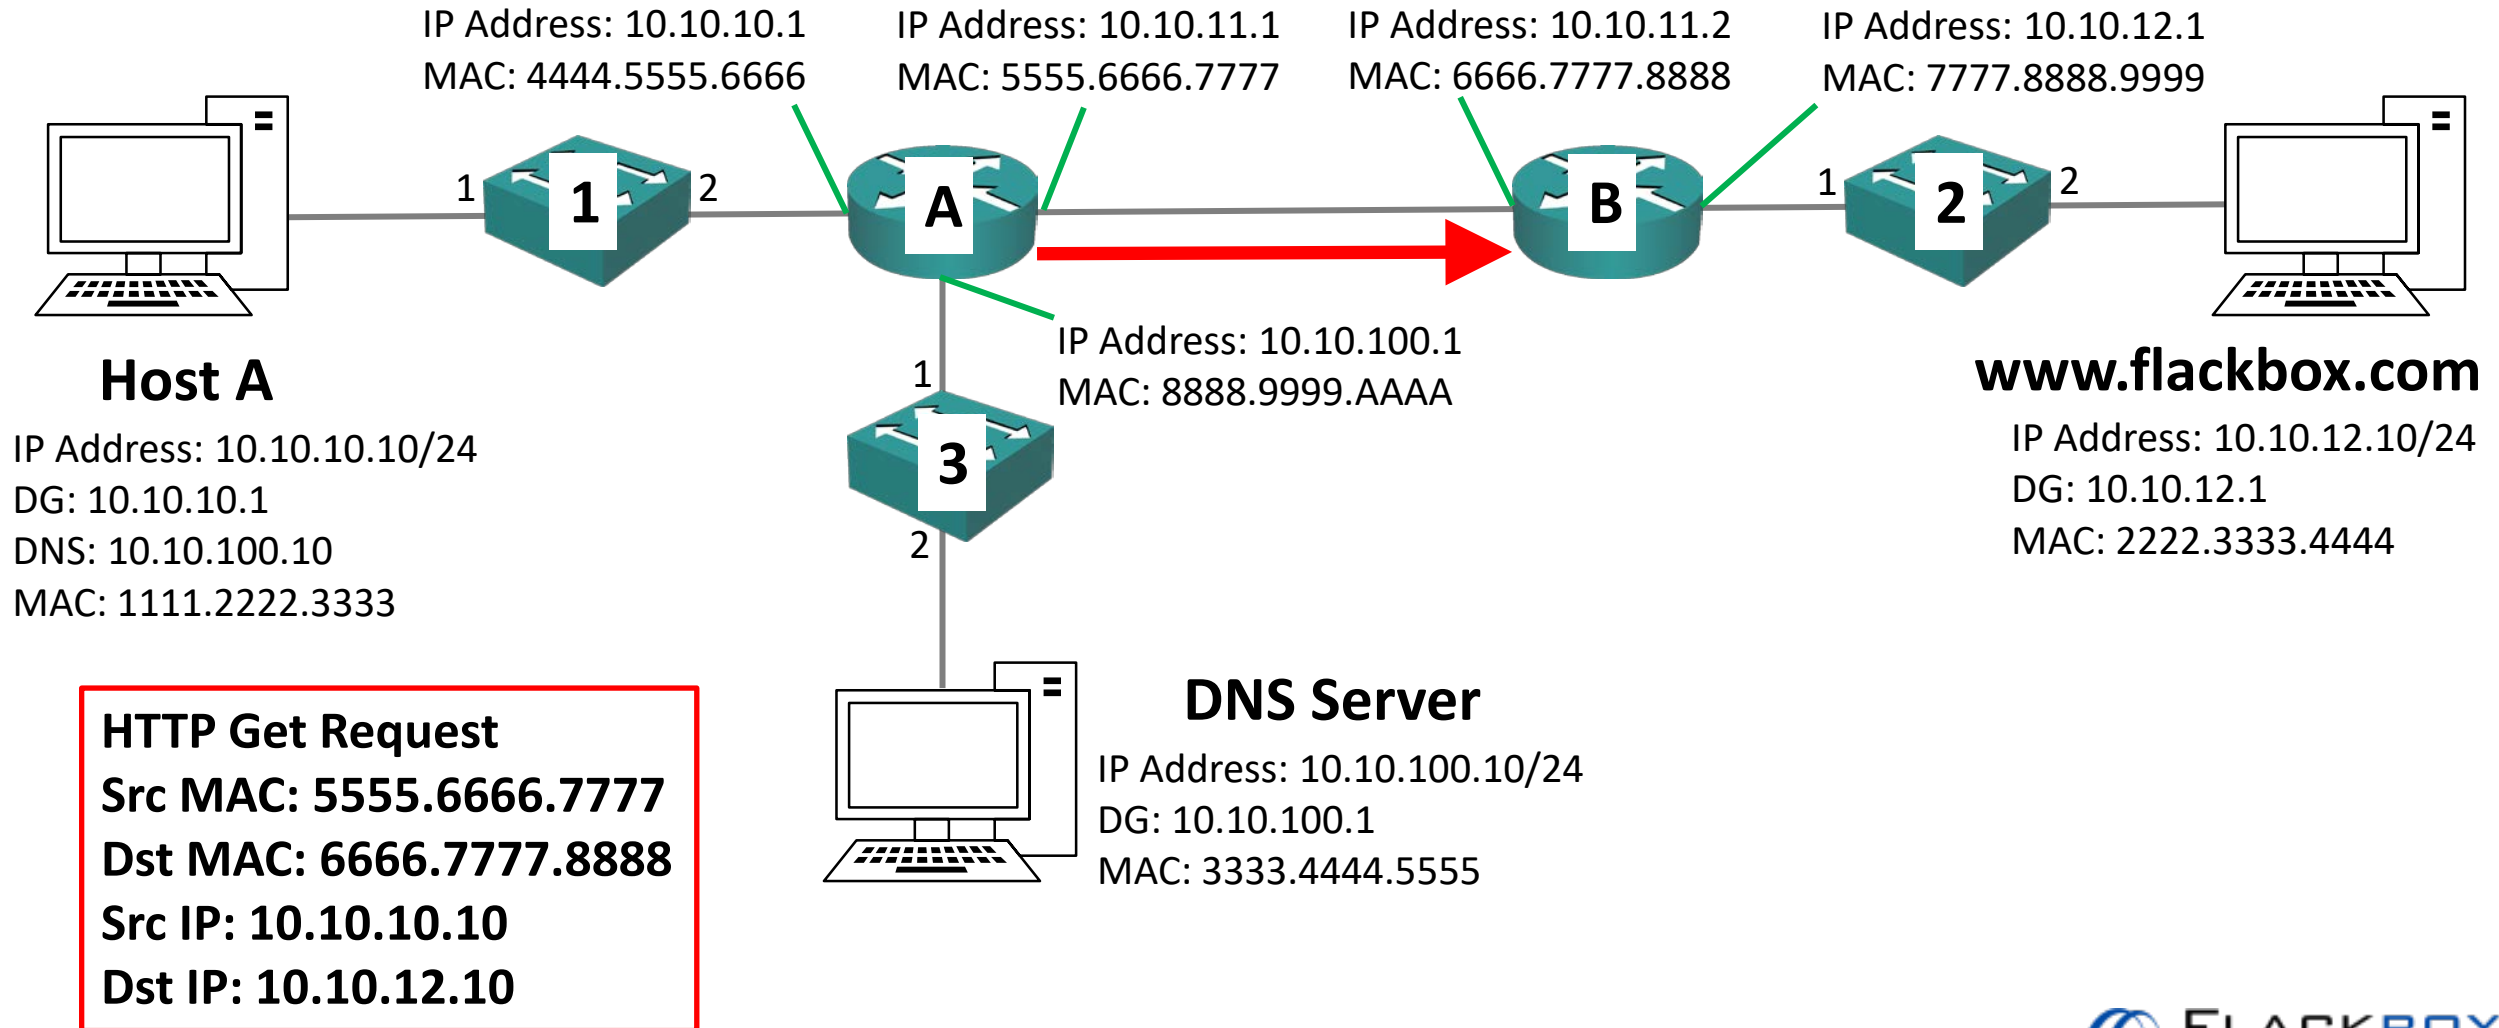 IP Address: 10.10.10.1
MAC: 4444.5555.6666
IP Address: 10.10.11.1
MAC: 5555.6666.7777
IP Address: 10.10.11.2
MAC: 6666.7777.8888
IP Address: 10.10.12.1
MAC: 7777.8888.9999
1
1
2
A
B
1
2
2
IP Address: 10.10.100.1
MAC: 8888.9999.AAAA
Host A
IP Address: 10.10.10.10/24
DG: 10.10.10.1
DNS: 10.10.100.10
MAC: 1111.2222.3333
1
3
2
www.flackbox.com
IP Address: 10.10.12.10/24
DG: 10.10.12.1
MAC: 2222.3333.4444
HTTP Get Request
Src MAC: 5555.6666.7777
Dst MAC: 6666.7777.8888
Src IP: 10.10.10.10
Dst IP: 10.10.12.10
DNS Server
IP Address: 10.10.100.10/24
DG: 10.10.100.1
MAC: 3333.4444.5555
FLACKBOX